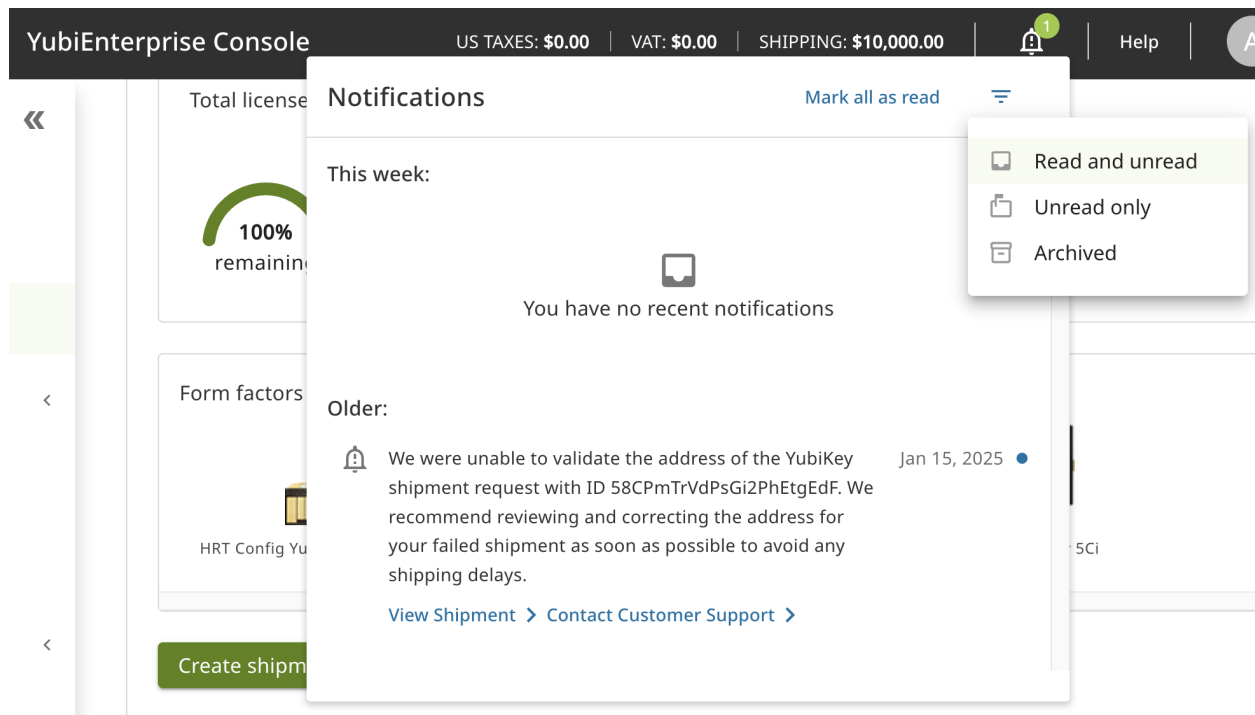 YubiEnterprise Console
US TAXES: $0.00 VAT: $0.00 SHIPPING: $10,000.00
1
Help
A
Total license
100%
remaining
Notifications
Mark all as read
Read and unread
Unread only
Archived
This week:
You have no recent notifications
Older:
We were unable to validate the address of the YubiKey
shipment request with ID 58CPmTrVdPsGi2PhEtgEdF. We
recommend reviewing and correcting the address for
your failed shipment as soon as possible to avoid any
shipping delays.
Jan 15, 2025
View Shipment Contact Customer Support
Form factors
HRT Config Yu
5Ci
Create shipm